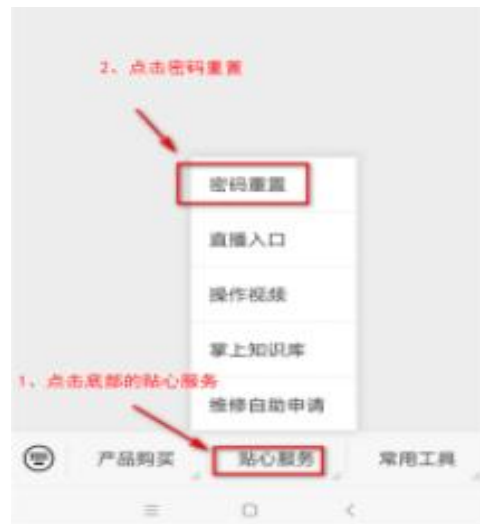 2、点击密码重置
密码重置
直播入口
操作视频
掌上知识库
1、点击底部的贴心服务
维修自助申请
产品购买
贴心服务
常用工具